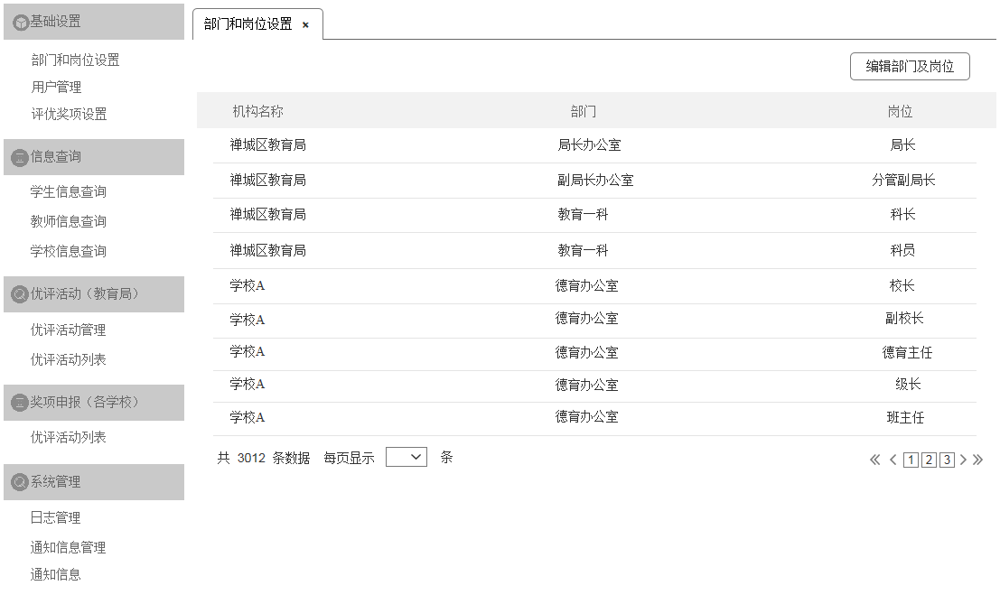 基础设置
部门和岗位设置
用户管理
评优奖项设置
信息查询
学生信息查询
教师信息查询
学校信息查询
优评活动（教育局）
优评活动管理
优评活动列表
奖项申报（各学校）
优评活动列表
系统管理
日志管理
通知信息管理
通知信息
部门和岗位设置 ×
编辑部门及岗位
机构名称 部门 岗位
禅城区教育局 局长办公室 局长
禅城区教育局 副局长办公室 分管副局长
禅城区教育局 教育一科 科长
禅城区教育局 教育一科 科员
学校A 德育办公室 校长
学校A 德育办公室 副校长
学校A 德育办公室 德育主任
学校A 德育办公室 级长
学校A 德育办公室 班主任
共 3012 条数据 每页显示 条
« < 1 2 3 > »